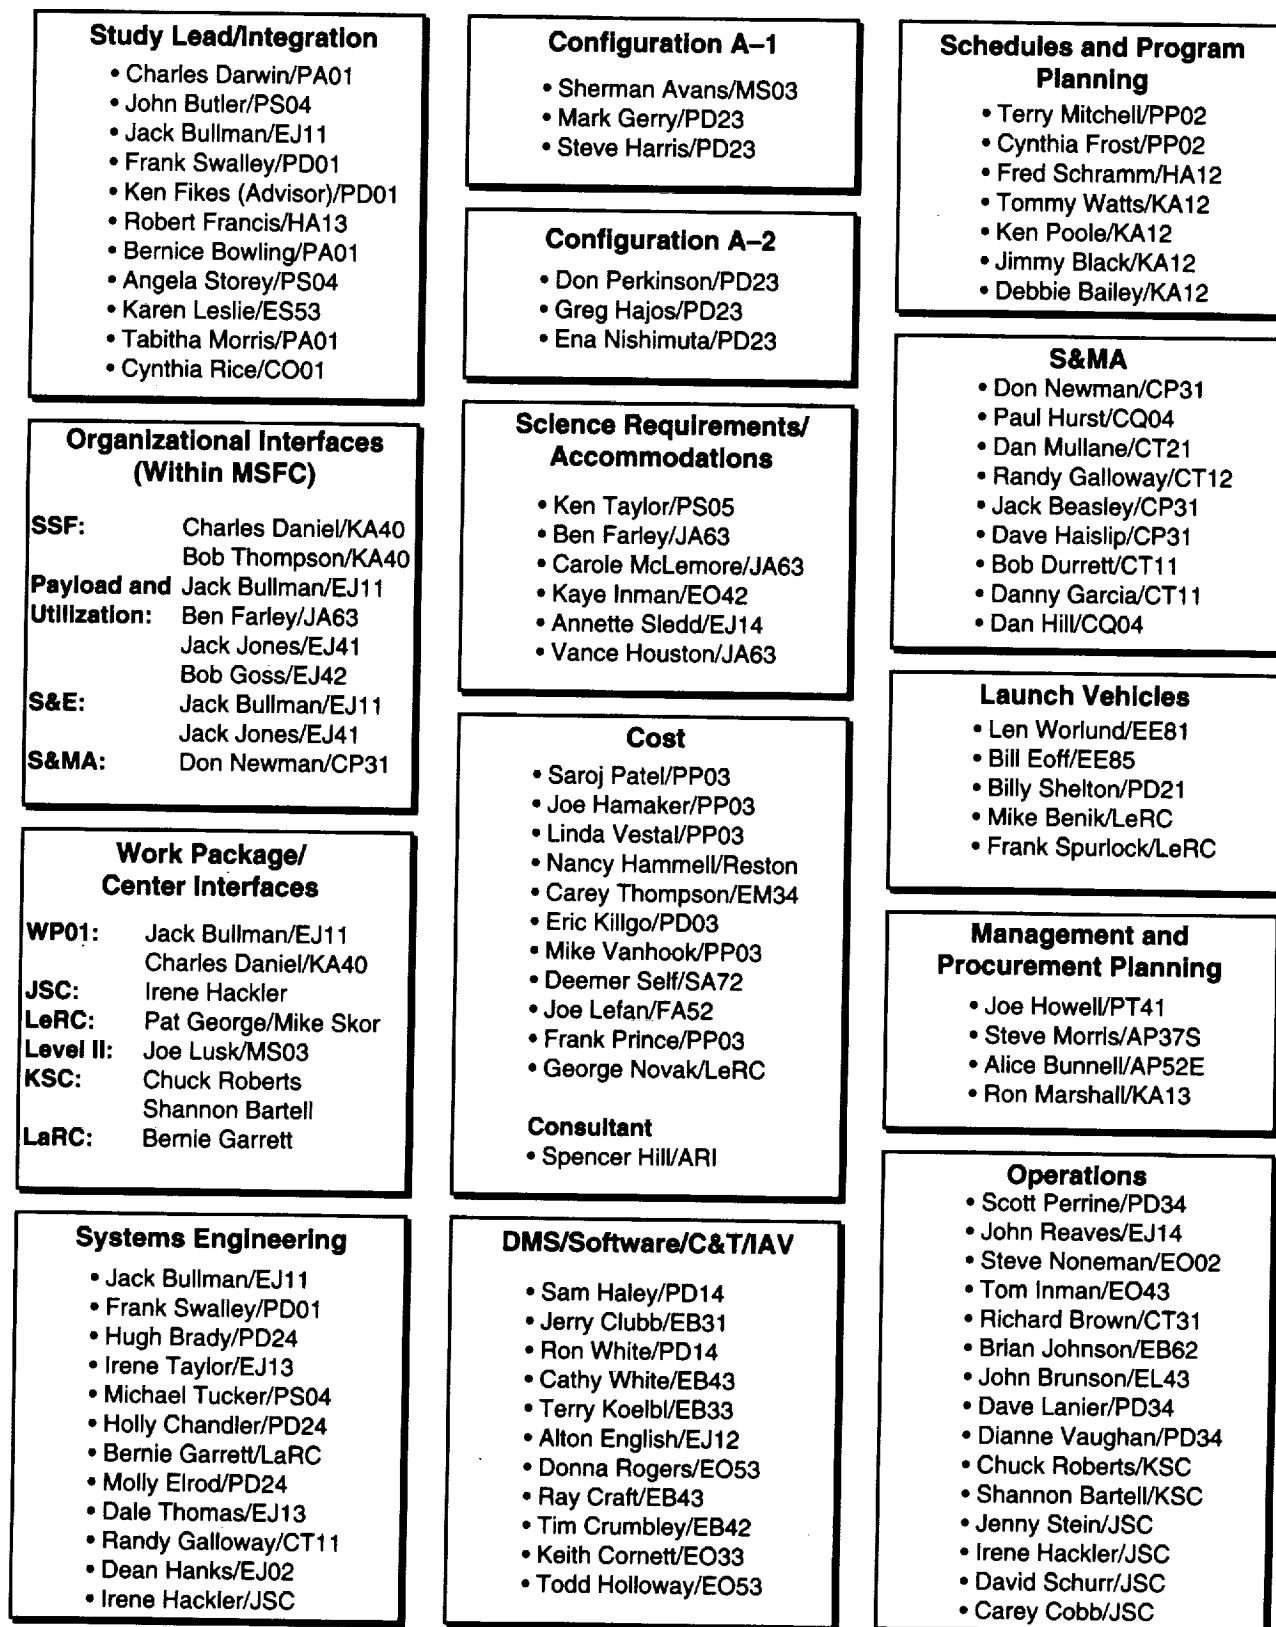 Study Lead/Integration
• Charles Darwin/PA01
• John Butler/PS04
• Jack Bullman/EJ11
• Frank Swalley/PD01
• Ken Fikes (Advisor)/PD01
• Robert Francis/HA13
• Bernice Bowling/PA01
• Angela Storey/PS04
• Karen Leslie/ES53
• Tabitha Morris/PA01
• Cynthia Rice/CO01
Organizational Interfaces
(Within MSFC)
SSF: Charles Daniel/KA40
Bob Thompson/KA40
Payload and Jack Bullman/EJ11
Utilization: Ben Farley/JA63
Jack Jones/EJ41
Bob Goss/EJ42
S&E: Jack Bullman/EJ11
Jack Jones/EJ41
S&MA: Don Newman/CP31
Work Package/
Center Interfaces
WP01: Jack Bullman/EJ11
Charles Daniel/KA40
JSC: Irene Hackler
LeRC: Pat George/Mike Skor
Level II: Joe Lusk/MS03
KSC: Chuck Roberts
Shannon Bartell
LaRC: Bernie Garrett
Systems Engineering
• Jack Bullman/EJ11
• Frank Swalley/PD01
• Hugh Brady/PD24
• Irene Taylor/EJ13
• Michael Tucker/PS04
• Holly Chandler/PD24
• Bernie Garrett/LaRC
• Molly Elrod/PD24
• Dale Thomas/EJ13
• Randy Galloway/CT11
• Dean Hanks/EJ02
• Irene Hackler/JSC
Configuration A–1
• Sherman Avans/MS03
• Mark Gerry/PD23
• Steve Harris/PD23
Configuration A–2
• Don Perkinson/PD23
• Greg Hajos/PD23
• Ena Nishimuta/PD23
Science Requirements/
Accommodations
• Ken Taylor/PS05
• Ben Farley/JA63
• Carole McLemore/JA63
• Kaye Inman/EO42
• Annette Sledd/EJ14
• Vance Houston/JA63
Cost
• Saroj Patel/PP03
• Joe Hamaker/PP03
• Linda Vestal/PP03
• Nancy Hammell/Reston
• Carey Thompson/EM34
• Eric Killgo/PD03
• Mike Vanhook/PP03
• Deemer Self/SA72
• Joe Lefan/FA52
• Frank Prince/PP03
• George Novak/LeRC
Consultant
• Spencer Hill/ARI
DMS/Software/C&T/IAV
• Sam Haley/PD14
• Jerry Clubb/EB31
• Ron White/PD14
• Cathy White/EB43
• Terry Koelbl/EB33
• Alton English/EJ12
• Donna Rogers/EO53
• Ray Craft/EB43
• Tim Crumbley/EB42
• Keith Cornett/EO33
• Todd Holloway/EO53
Schedules and Program
Planning
• Terry Mitchell/PP02
• Cynthia Frost/PP02
• Fred Schramm/HA12
• Tommy Watts/KA12
• Ken Poole/KA12
• Jimmy Black/KA12
• Debbie Bailey/KA12
S&MA
• Don Newman/CP31
• Paul Hurst/CQ04
• Dan Mullane/CT21
• Randy Galloway/CT12
• Jack Beasley/CP31
• Dave Haislip/CP31
• Bob Durrett/CT11
• Danny Garcia/CT11
• Dan Hill/CQ04
Launch Vehicles
• Len Worlund/EE81
• Bill Eoff/EE85
• Billy Shelton/PD21
• Mike Benik/LeRC
• Frank Spurlock/LeRC
Management and
Procurement Planning
• Joe Howell/PT41
• Steve Morris/AP37S
• Alice Bunnell/AP52E
• Ron Marshall/KA13
Operations
• Scott Perrine/PD34
• John Reaves/EJ14
• Steve Noneman/EO02
• Tom Inman/EO43
• Richard Brown/CT31
• Brian Johnson/EB62
• John Brunson/EL43
• Dave Lanier/PD34
• Dianne Vaughan/PD34
• Chuck Roberts/KSC
• Shannon Bartell/KSC
• Jenny Stein/JSC
• Irene Hackler/JSC
• David Schurr/JSC
• Carey Cobb/JSC